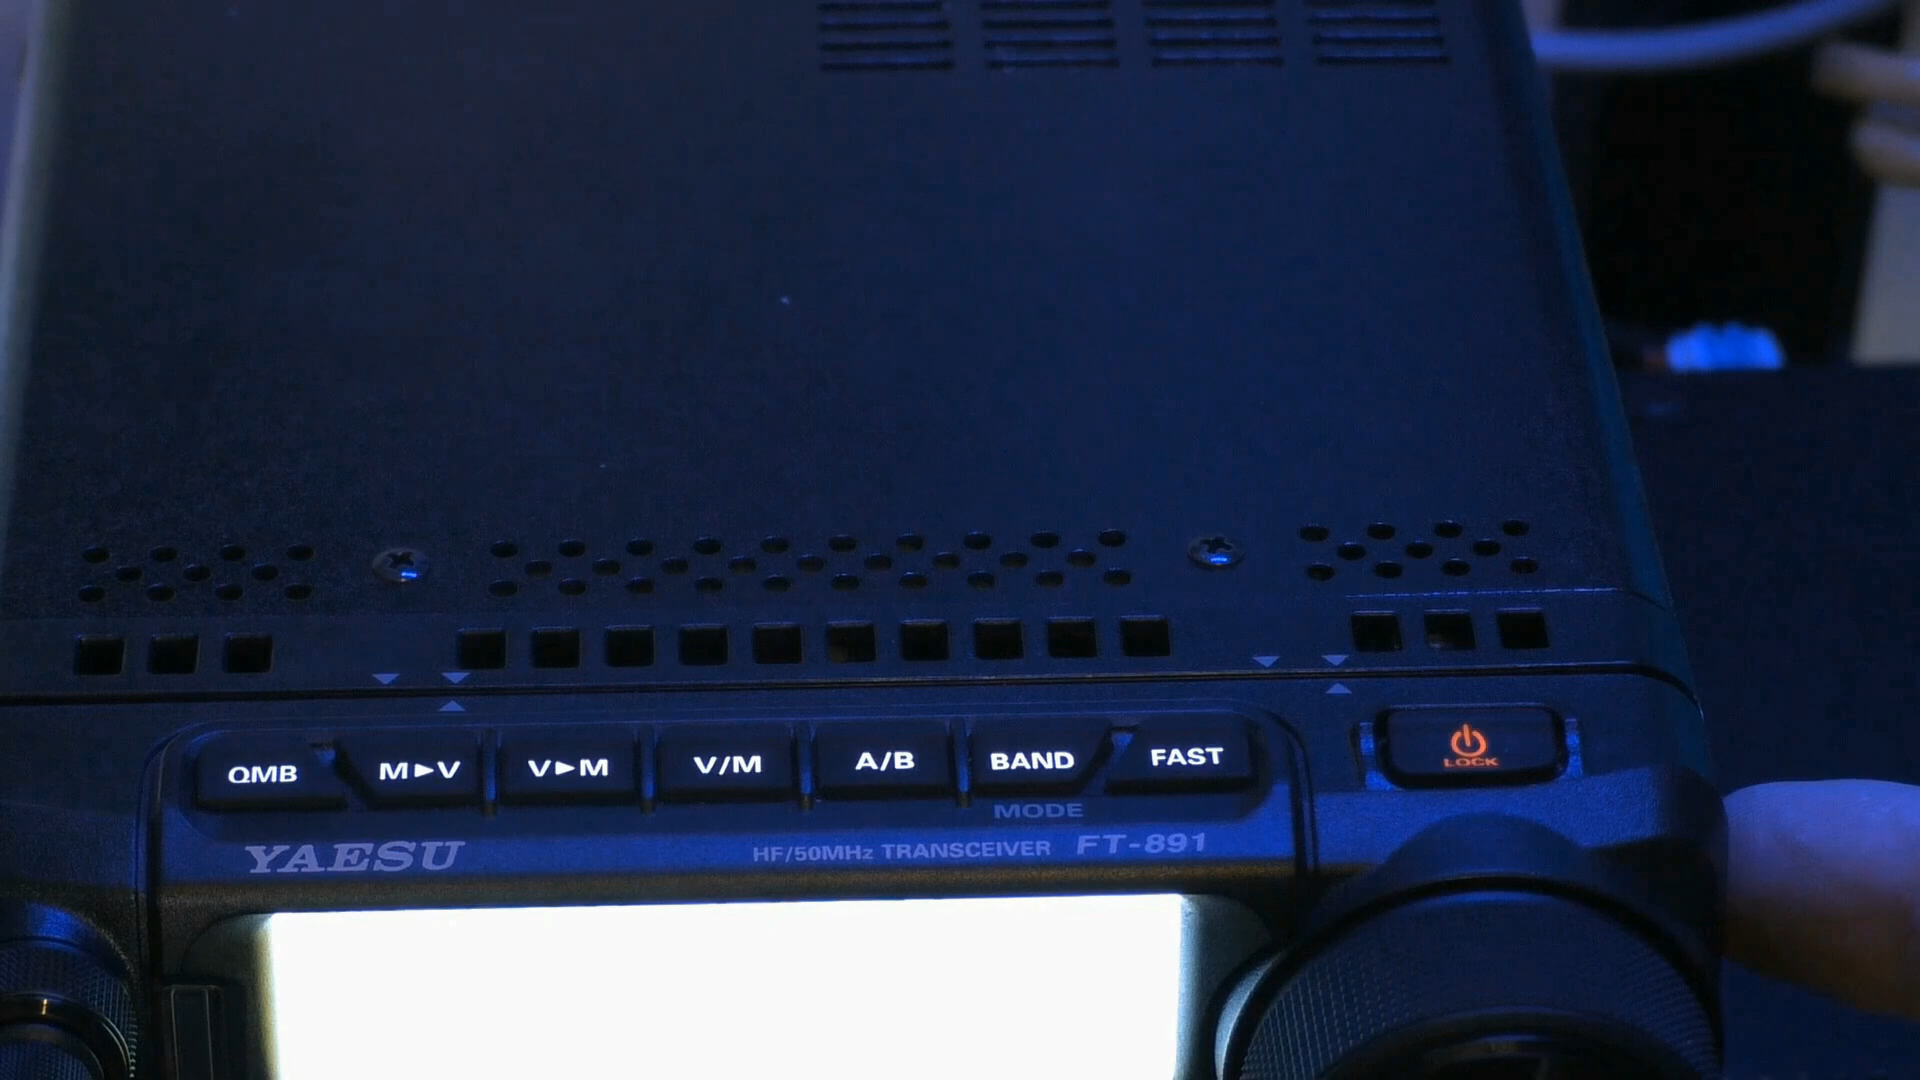 QMB M►V V►M V/M A/B BAND FAST LOCK
MODE
YAESU HF/50MHz TRANSCEIVER FT-891